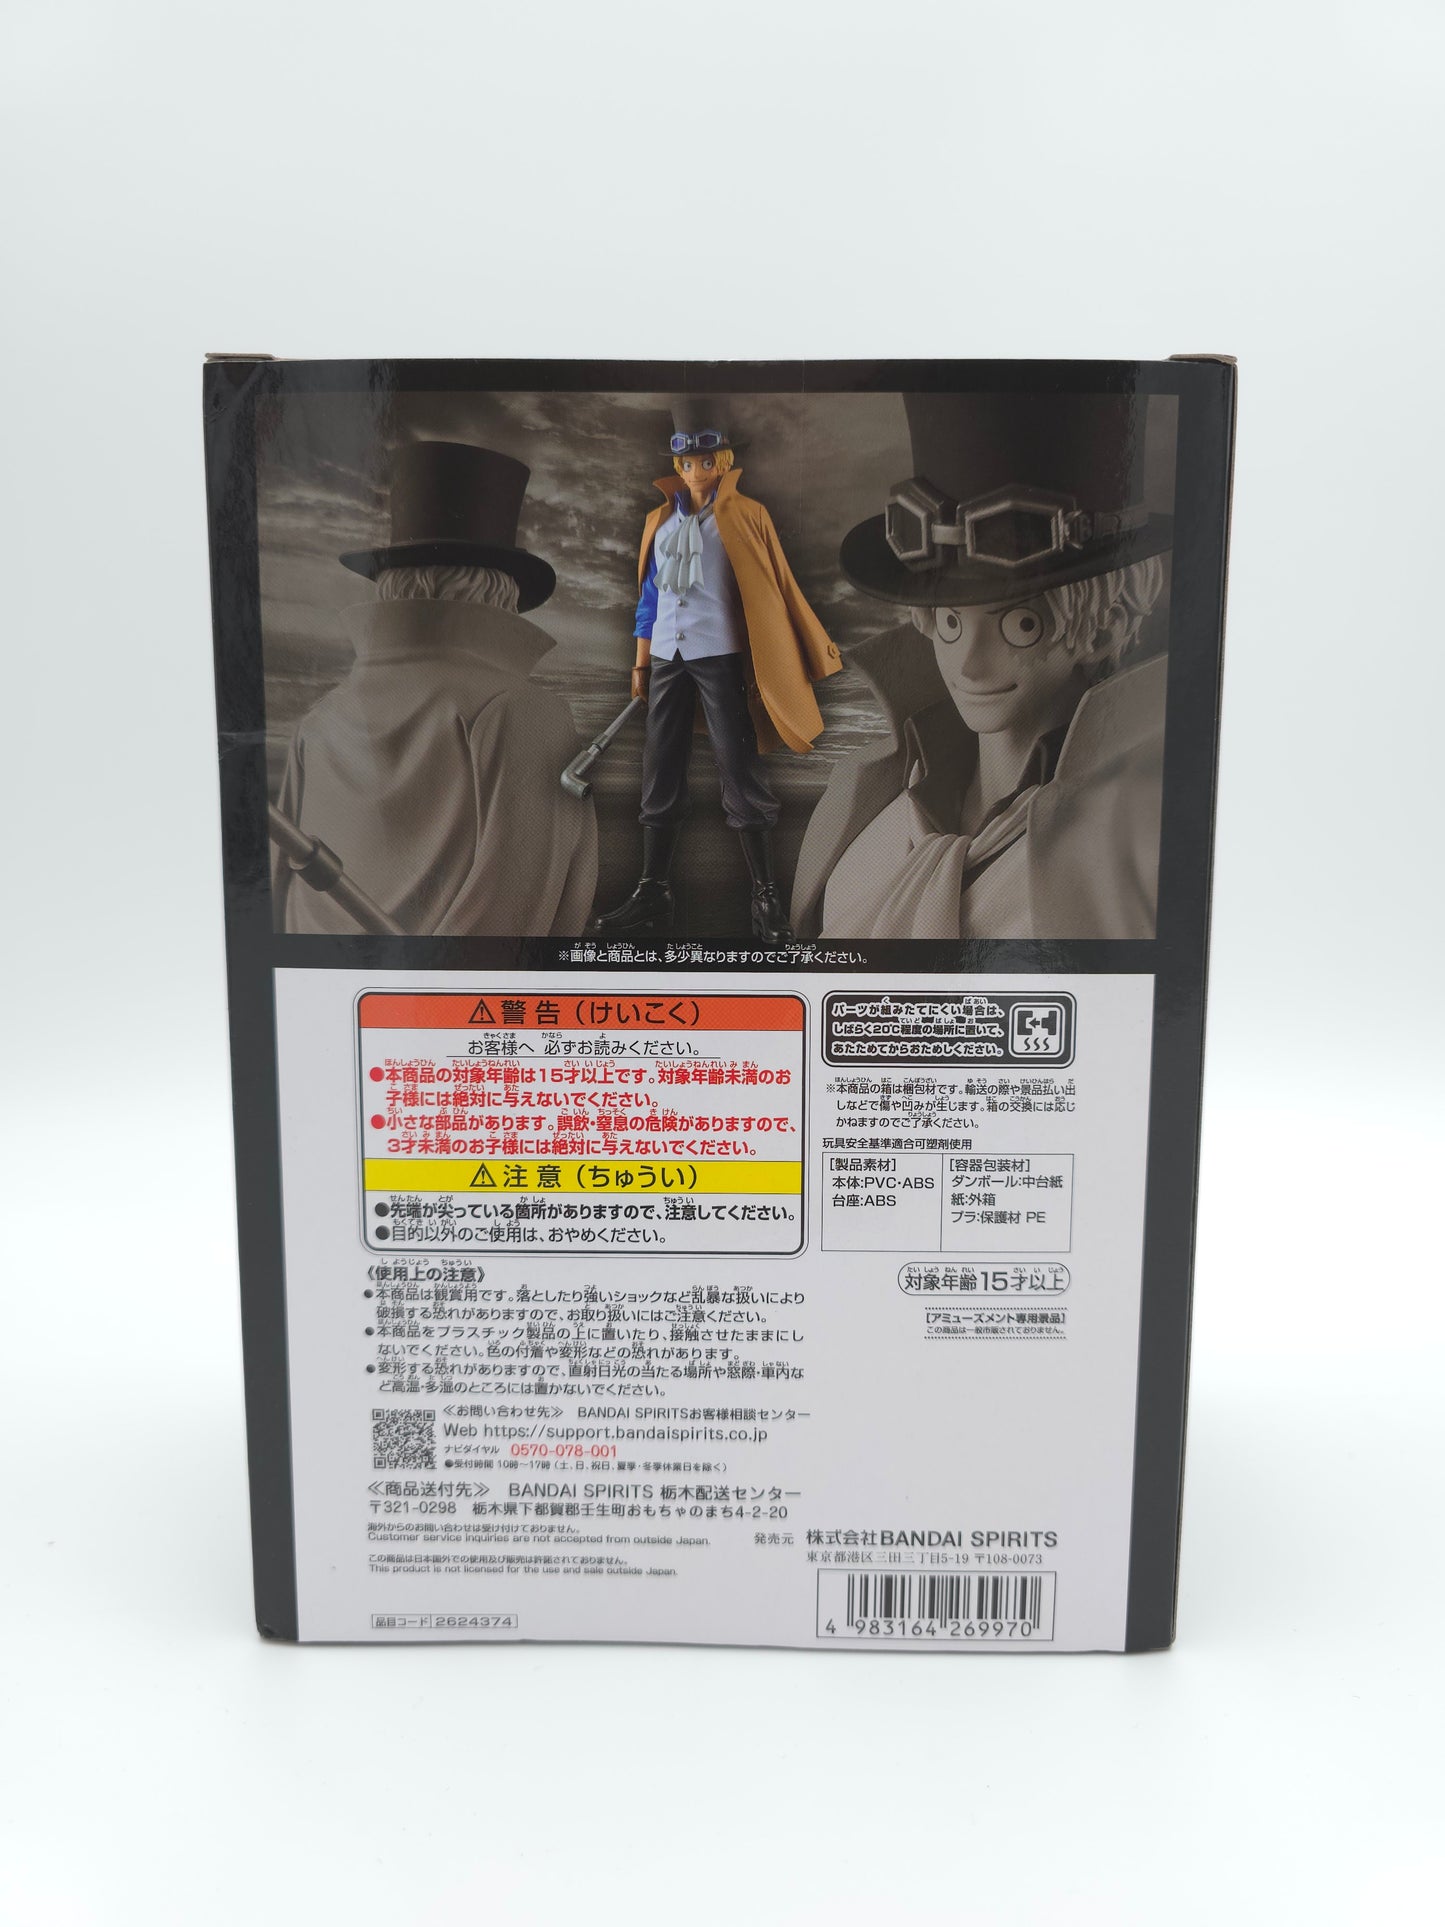 ※画像と商品とは、多少異なりますのでご了承ください。
⚠警告（けいこく）
お客様へ 必ずお読みください。
●本商品の対象年齢は15才以上です。対象年齢未満のお
子様には絶対に与えないでください。
●小さな部品があります。誤飲・窒息の危険がありますので、
3才未満のお子様には絶対に与えないでください。
⚠注意（ちゅうい）
●先端が尖っている箇所がありますので、注意してください。
●目的以外のご使用は、おやめください。
《使用上の注意》
●本商品は観賞用です。落としたり強いショックなど乱暴な扱いにより
破損する恐れがありますので、お取り扱いにはご注意ください。
●本商品をプラスチック製品の上に置いたり、接触させたままにし
ないでください。色の付着や変形などの恐れがあります。
●変形する恐れがありますので、直射日光の当たる場所や窓際・車内な
ど高温・多湿のところには置かないでください。
≪お問い合わせ先≫ BANDAI SPIRITSお客様相談センター
Web https://support.bandaispirits.co.jp
ナビダイヤル 0570-078-001
●受付時間 10時～17時（土、日、祝日、夏季・冬季休業日を除く）
≪商品送付先≫ BANDAI SPIRITS 栃木配送センター
〒321-0298 栃木県下都賀郡壬生町おもちゃのまち4-2-20
海外からのお問い合わせは受け付けておりません。
Customer service inquiries are not accepted from outside Japan.
この商品は日本国外での使用及び販売は許諾されておりません。
This product is not licensed for the use and sale outside Japan.
品目コード 2624374
パーツが組みたてにくい場合は、
しばらく20℃程度の場所に置いて、
あたためてからおためしください。
※本商品の箱は梱包材です。輸送の際や景品払い出
しなどで傷や凹みが生じます。箱の交換には応じ
かねますのでご了承ください。
玩具安全基準適合可塑剤使用
[製品素材]
本体:PVC・ABS
台座:ABS
[容器包装材]
ダンボール:中台紙
紙:外箱
プラ:保護材 PE
対象年齢15才以上
[アミューズメント専用景品]
この商品は一般市販されておりません。
発売元 株式会社BANDAI SPIRITS
東京都港区三田三丁目5-19 〒108-0073
4 983164 269970